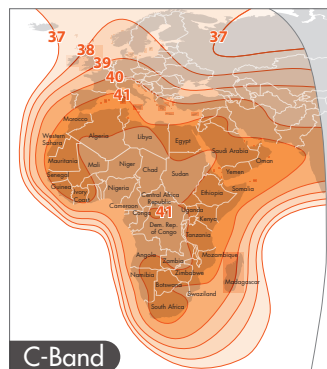 37
37
38
39
40
41
Morocco
Western
Sahara
Algeria
Libya
Egypt
Saudi Arabia
Oman
Mauritania
Mali
Niger
Chad
Sudan
Yemen
Senegal
Guinea
Ivory
Coast
Nigeria
Cameroon
Central Africa
Republic
Ethiopia
Somalia
Congo
41
Uganda
Kenya
Dem. Rep
of Congo
Tanzania
Angola
Zambia
Mozambique
Namibia
Zimbabwe
Botswana
Madagascar
Swaziland
South Africa
C-Band